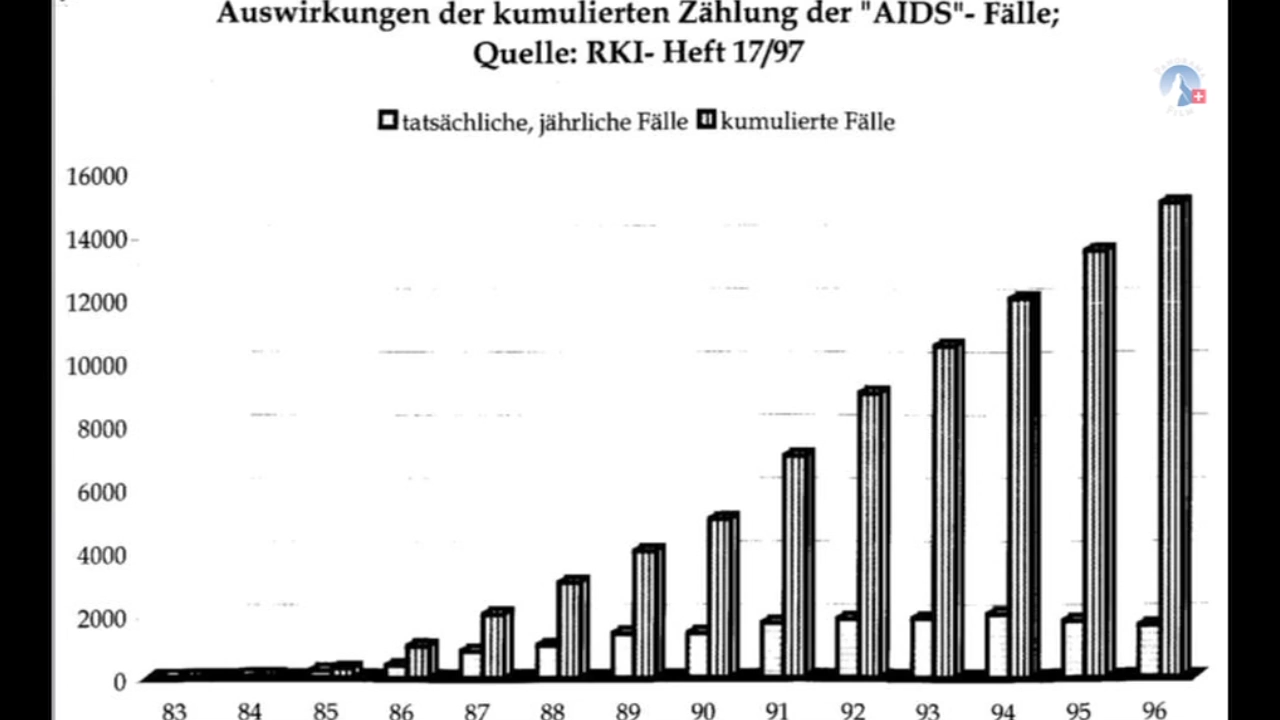 Auswirkungen der kumulierten Zählung der "AIDS"- Fälle;
Quelle: RKI- Heft 17/97
PANORAMA
FILM
tatsächliche, jährliche Fälle kumulierte Fälle
16000
14000
12000
10000
8000
6000
4000
2000
0
83 84 85 86 87 88 89 90 91 92 93 94 95 96